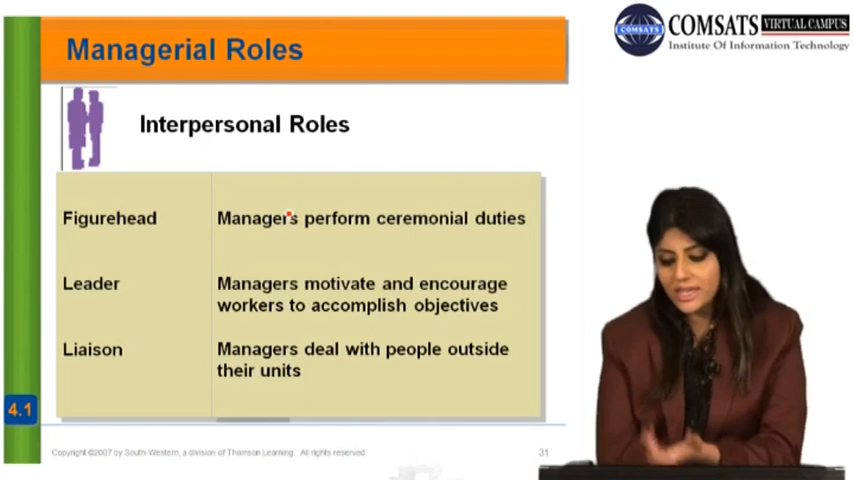 Managerial Roles
COMSATS VIRTUAL CAMPUS
Institute Of Information Technology
COMSATS
Interpersonal Roles
Figurehead Managers perform ceremonial duties
Leader Managers motivate and encourage
workers to accomplish objectives
Liaison Managers deal with people outside
their units
4.1
Copyright ©2007 by South-Western, a division of Thomson Learning. All rights reserved
31